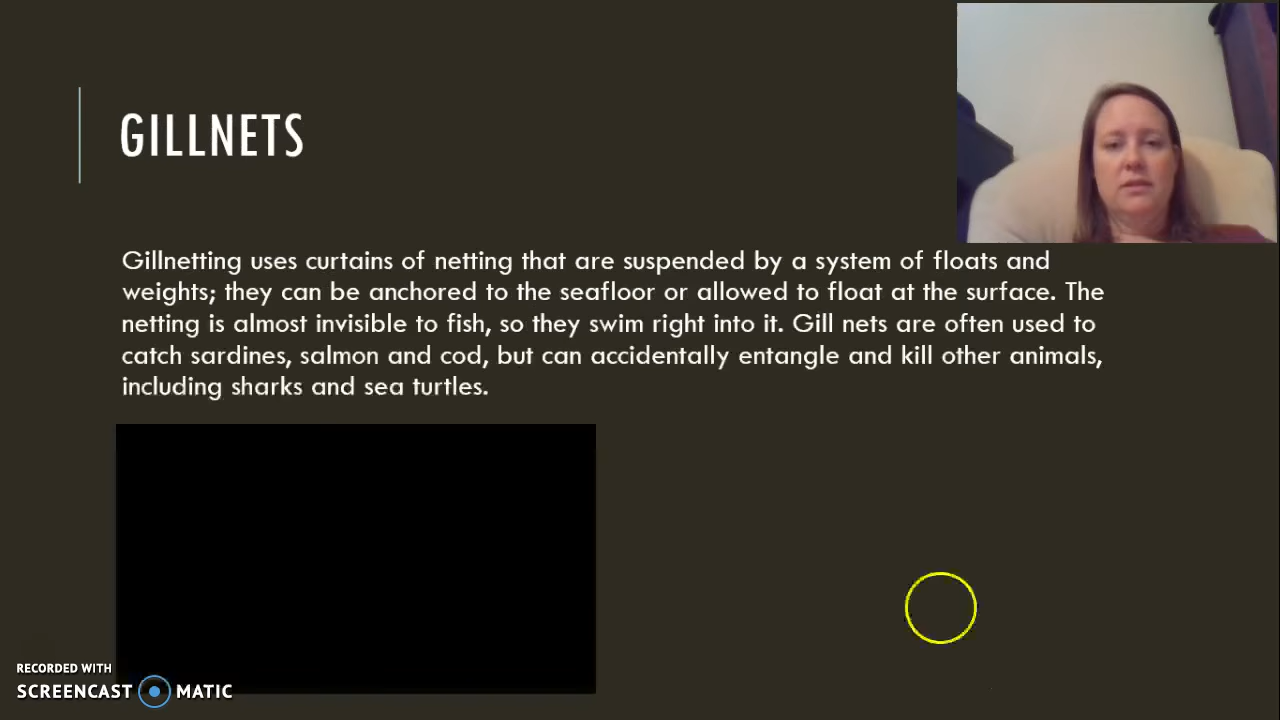 GILLNETS
Gillnetting uses curtains of netting that are suspended by a system of floats and
weights; they can be anchored to the seafloor or allowed to float at the surface. The
netting is almost invisible to fish, so they swim right into it. Gill nets are often used to
catch sardines, salmon and cod, but can accidentally entangle and kill other animals,
including sharks and sea turtles.
RECORDED WITH
SCREENCAST MATIC